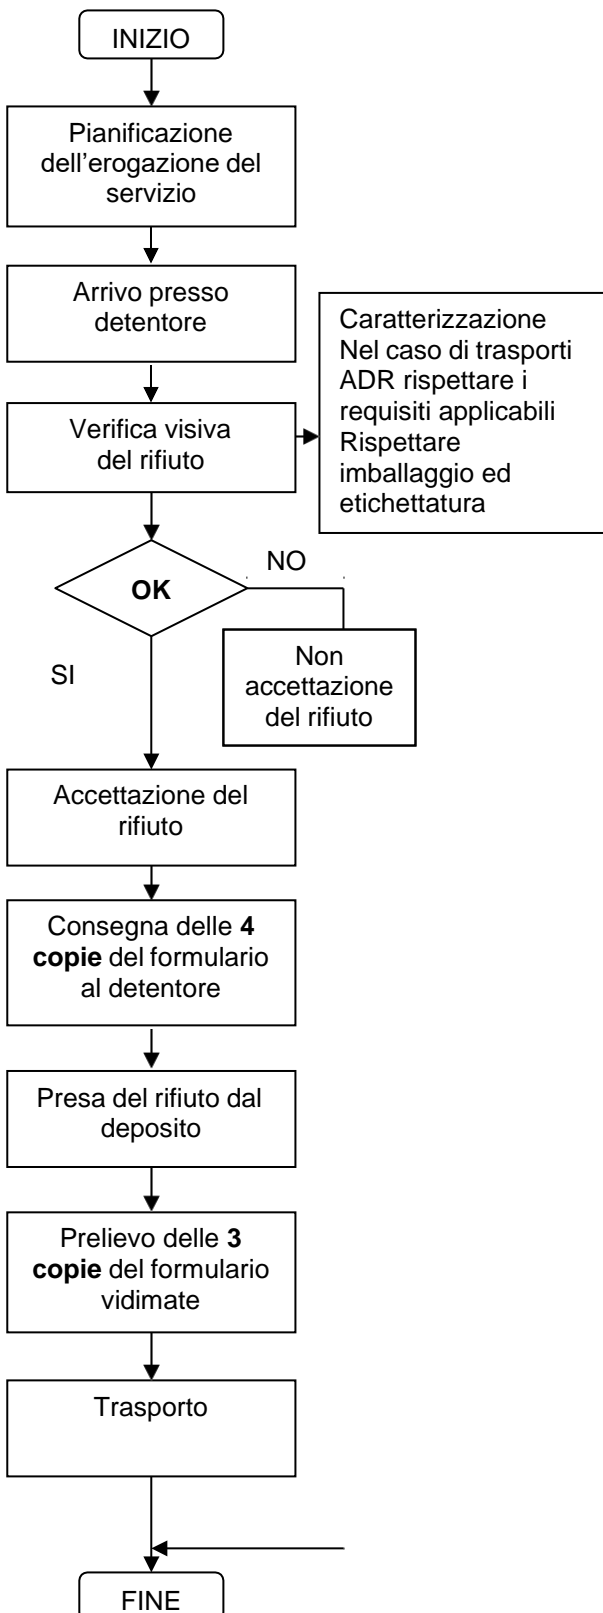 INIZIO
Pianificazione
dell’erogazione del
servizio
Arrivo presso
detentore
Verifica visiva
del rifiuto
Caratterizzazione
Nel caso di trasporti
ADR rispettare i
requisiti applicabili
Rispettare
imballaggio ed
etichettatura
OK
NO
SI
Non
accettazione
del rifiuto
Accettazione del
rifiuto
Consegna delle 4
copie del formulario
al detentore
Presa del rifiuto dal
deposito
Prelievo delle 3
copie del formulario
vidimate
Trasporto
FINE